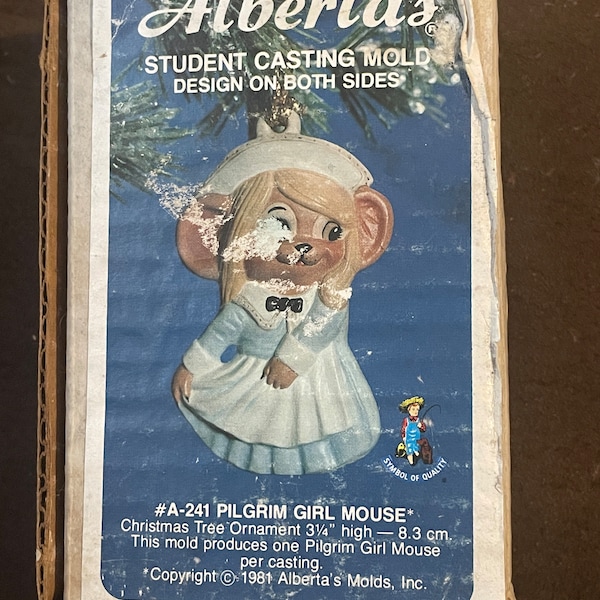 Alberta's®
STUDENT CASTING MOLD
DESIGN ON BOTH SIDES*
SYMBOL OF QUALITY
#A-241 PILGRIM GIRL MOUSE*
Christmas Tree Ornament 3¼" high — 8.3 cm.
This mold produces one Pilgrim Girl Mouse
per casting.
*Copyright © 1981 Alberta's Molds, Inc.